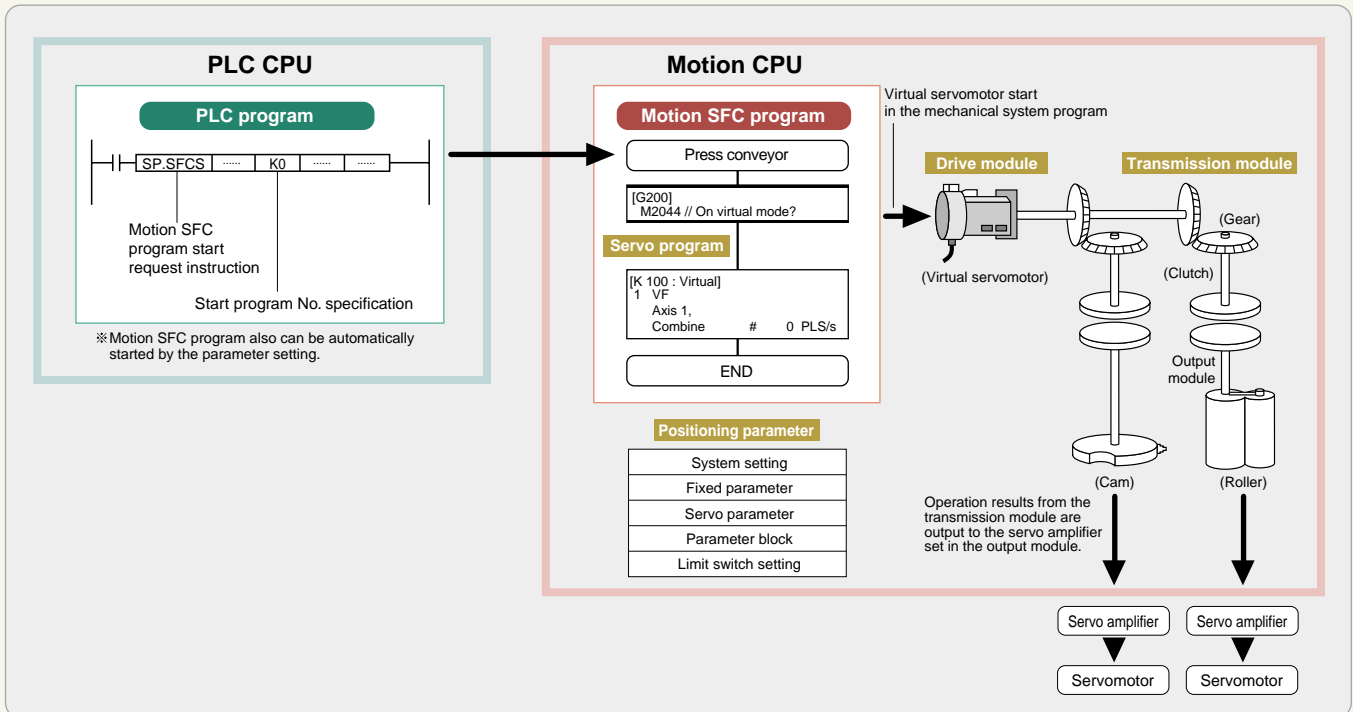 PLC CPU
PLC program
SP.SFCS ...... K0 ...... ......
Motion SFC
program start
request instruction
Start program No. specification
※Motion SFC program also can be automatically
started by the parameter setting.
Motion CPU
Motion SFC program
Press conveyor
[G200]
M2044 // On virtual mode?
Servo program
[K 100 : Virtual]
1 VF
Axis 1,
Combine # 0 PLS/s
END
Positioning parameter
System setting
Fixed parameter
Servo parameter
Parameter block
Limit switch setting
Virtual servomotor start
in the mechanical system program
Drive module
(Virtual servomotor)
Transmission module
(Gear)
(Clutch)
Output
module
(Cam)
(Roller)
Operation results from the
transmission module are
output to the servo amplifier
set in the output module.
Servo amplifier
Servo amplifier
Servomotor
Servomotor